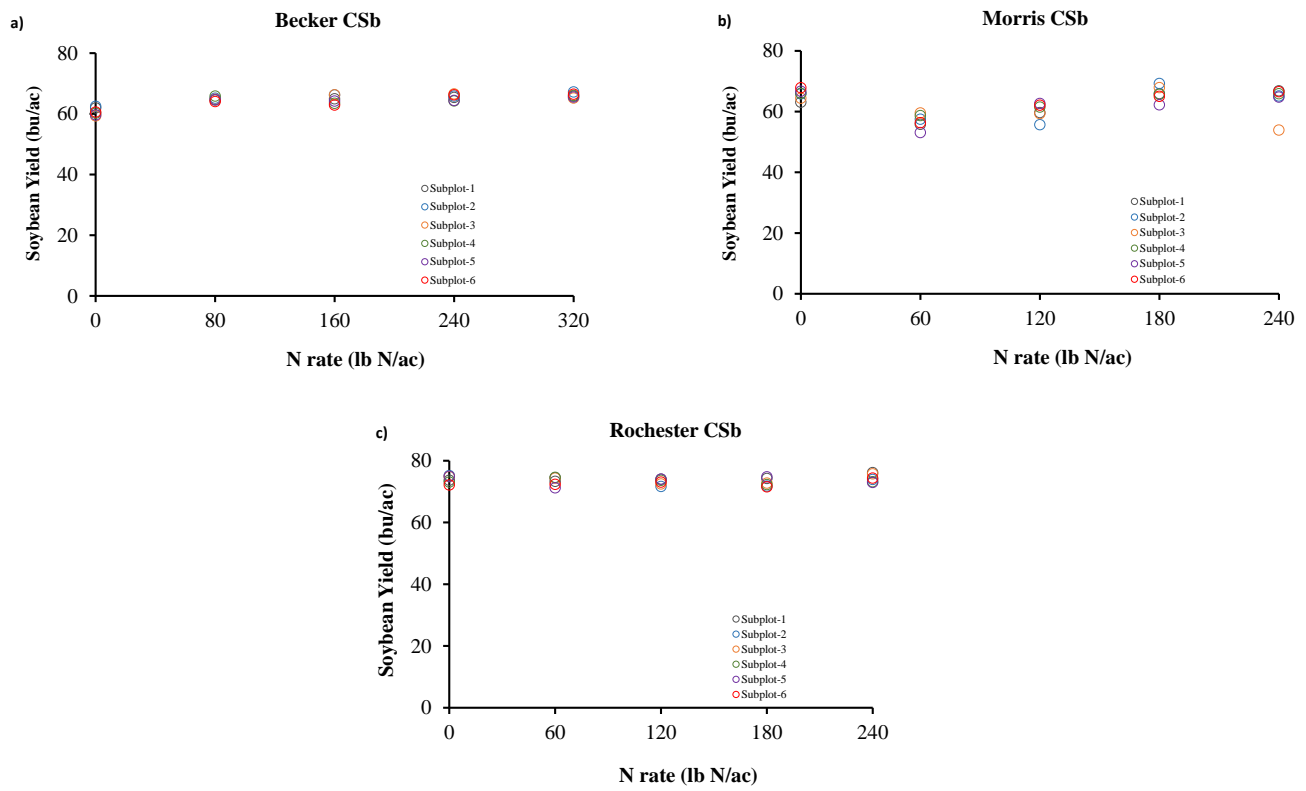 a)
Becker CSb
80
60
40
20
0
Soybean Yield (bu/ac)
Subplot-1
Subplot-2
Subplot-3
Subplot-4
Subplot-5
Subplot-6
0 80 160 240 320
N rate (lb N/ac)
b)
Morris CSb
80
60
40
20
0
Soybean Yield (bu/ac)
Subplot-1
Subplot-2
Subplot-3
Subplot-4
Subplot-5
Subplot-6
0 60 120 180 240
N rate (lb N/ac)
c)
Rochester CSb
80
60
40
20
0
Soybean Yield (bu/ac)
Subplot-1
Subplot-2
Subplot-3
Subplot-4
Subplot-5
Subplot-6
0 60 120 180 240
N rate (lb N/ac)